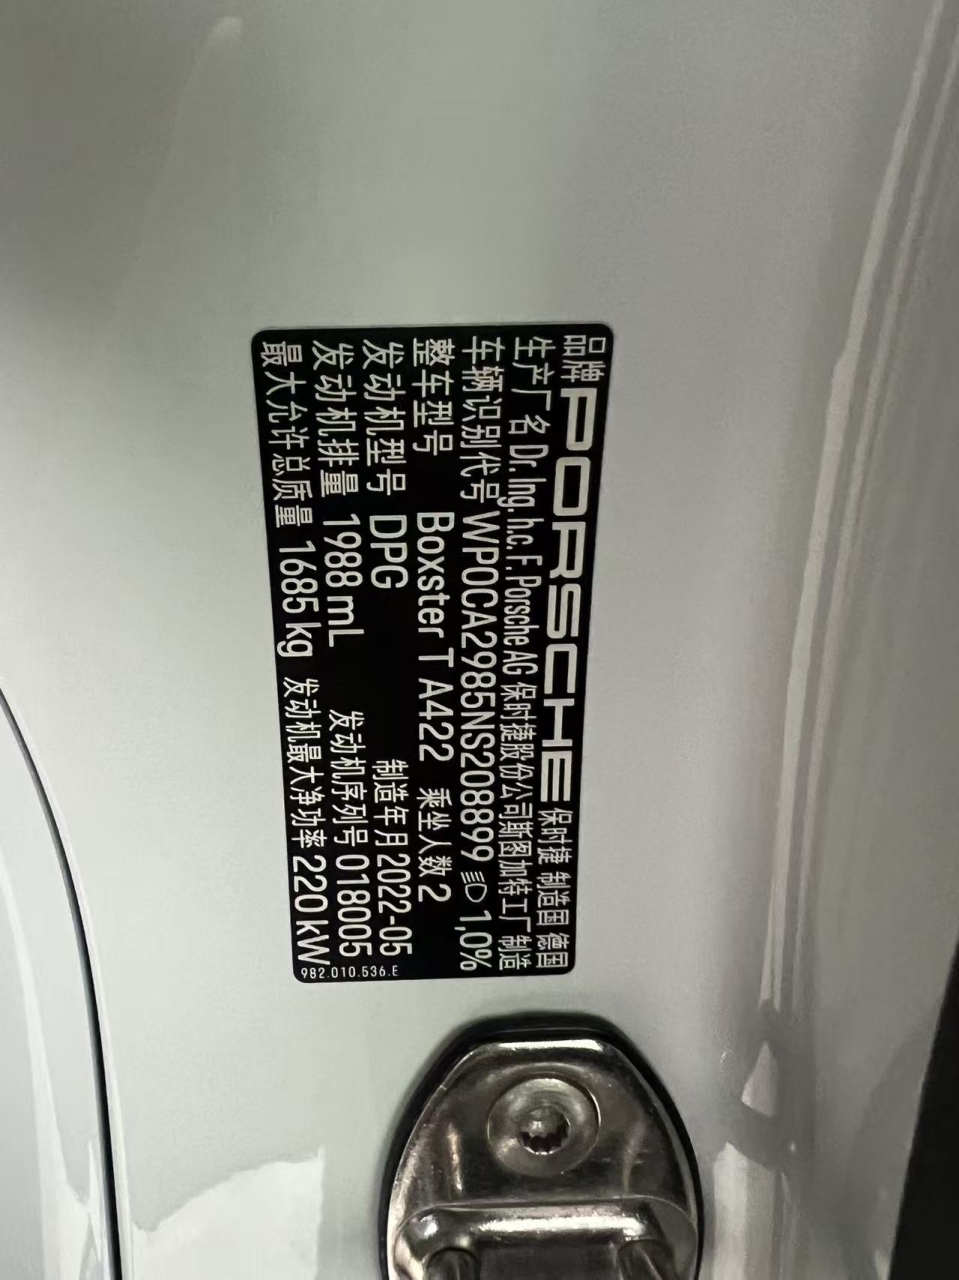 品牌 PORSCHE 保时捷 制造国 德国
生产厂名 Dr. Ing. h.c. F. Porsche AG 保时捷股份公司斯图加特工厂制造
车辆识别代号 WP0CA2985NS208899 1,0%
整车型号 Boxster T A422 乘坐人数 2
发动机型号 DPG 制造年月 2022-05
发动机排量 1988 mL 发动机序列号 018005
最大允许总质量 1685 kg 发动机最大净功率 220 kW
982.010.536.E